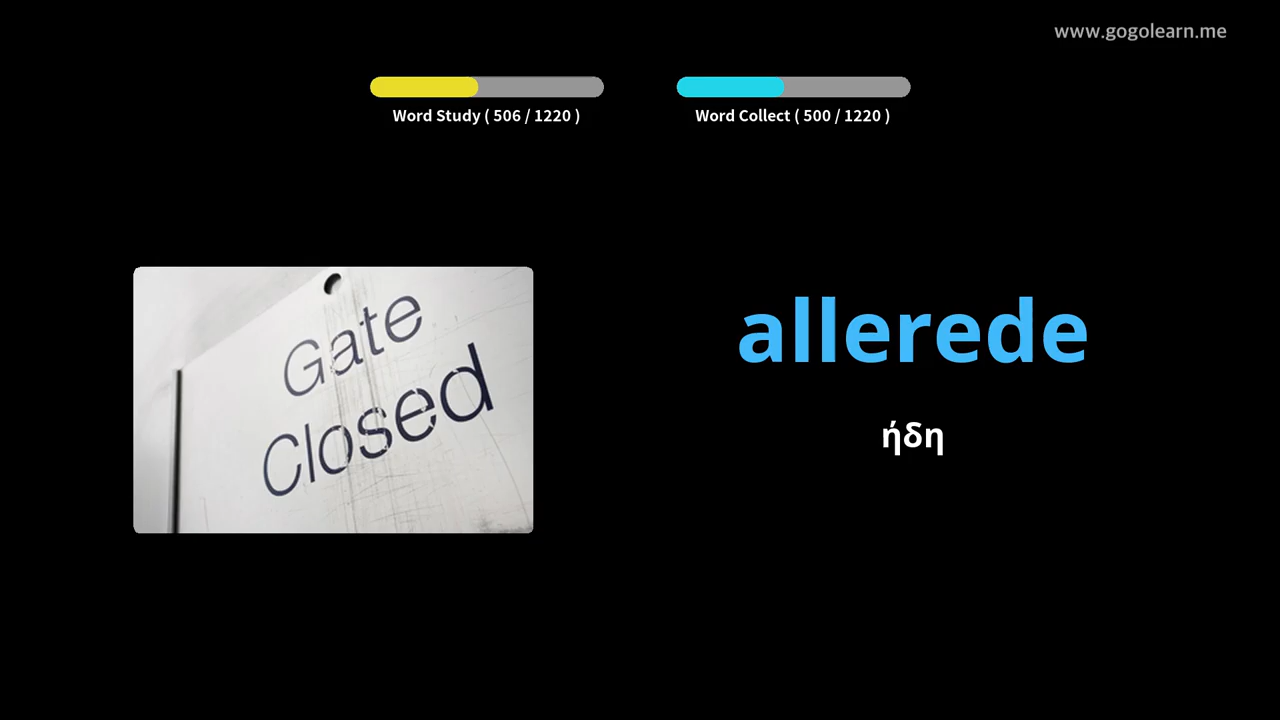 www.gogolearn.me
Word Study ( 506 / 1220 )
Word Collect ( 500 / 1220 )
Gate
Closed
allerede
ήδη